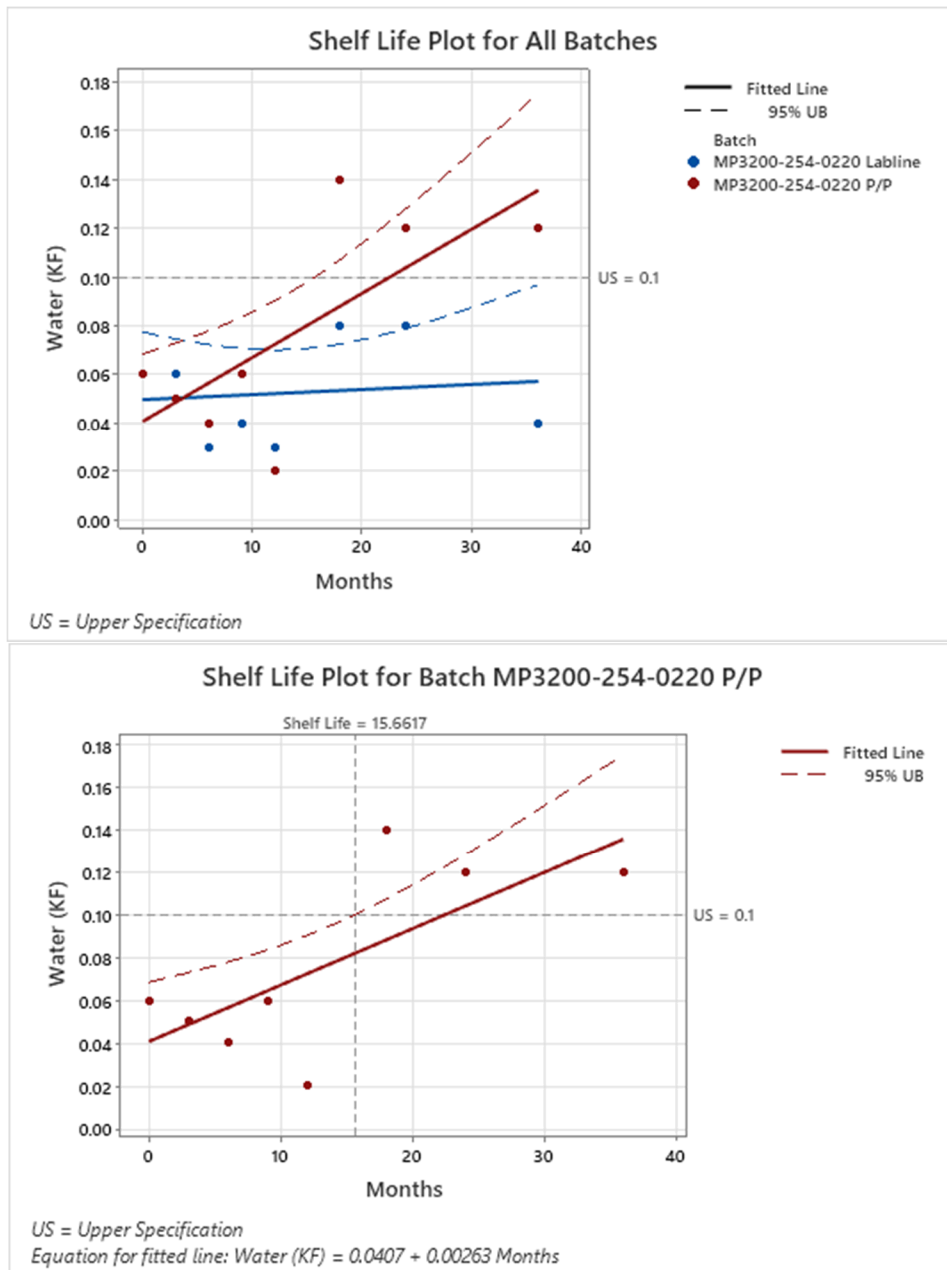 Shelf Life Plot for All Batches
0.18
0.16
0.14
0.12
0.10
0.08
0.06
0.04
0.02
0.00
Water (KF)
0 10 20 30 40
Months
US = 0.1
Fitted Line
95% UB
Batch
MP3200-254-0220 Labline
MP3200-254-0220 P/P
US = Upper Specification
Shelf Life Plot for Batch MP3200-254-0220 P/P
Shelf Life = 15.6617
0.18
0.16
0.14
0.12
0.10
0.08
0.06
0.04
0.02
0.00
Water (KF)
0 10 20 30 40
Months
US = 0.1
Fitted Line
95% UB
US = Upper Specification
Equation for fitted line: Water (KF) = 0.0407 + 0.00263 Months